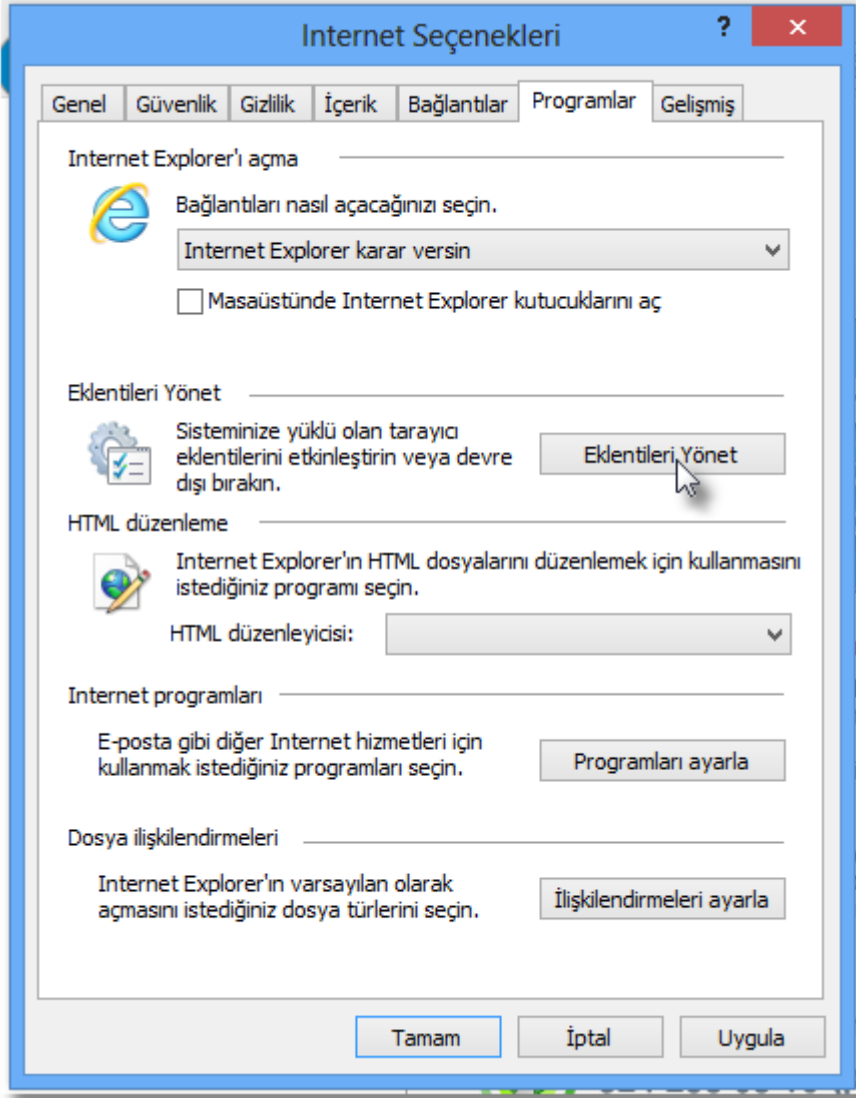 Internet Seçenekleri
?
Genel Güvenlik Gizlilik İçerik Bağlantılar Programlar Gelişmiş
Internet Explorer'ı açma
Bağlantıları nasıl açacağınızı seçin.
Internet Explorer karar versin
Masaüstünde Internet Explorer kutucuklarını aç
Eklentileri Yönet
Sisteminize yüklü olan tarayıcı
eklentilerini etkinleştirin veya devre
dışı bırakın.
Eklentileri Yönet
HTML düzenleme
Internet Explorer'ın HTML dosyalarını düzenlemek için kullanmasını
istediğiniz programı seçin.
HTML düzenleyicisi:
Internet programları
E-posta gibi diğer Internet hizmetleri için
kullanmak istediğiniz programları seçin.
Programları ayarla
Dosya ilişkilendirmeleri
Internet Explorer'ın varsayılan olarak
açmasını istediğiniz dosya türlerini seçin.
İlişkilendirmeleri ayarla
Tamam İptal Uygula